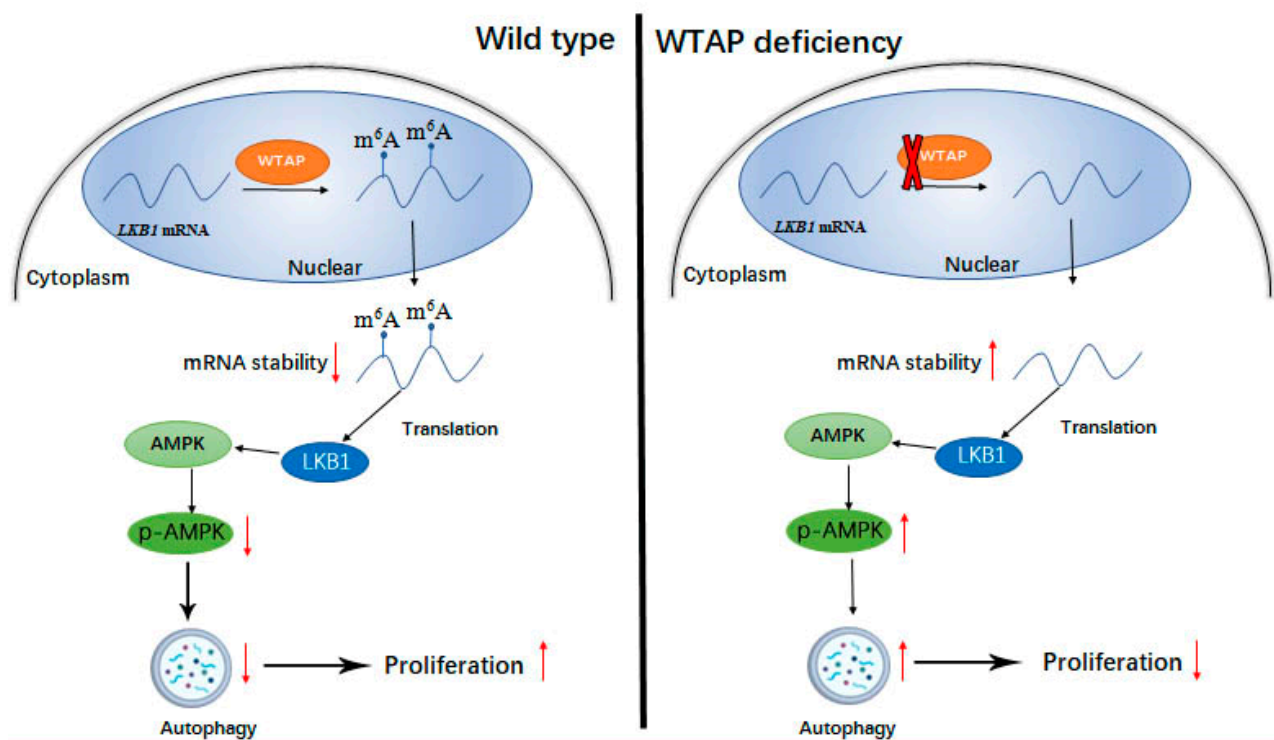 Wild type
WTAP deficiency
m⁶A m⁶A
WTAP
LKB1 mRNA
Nuclear
Cytoplasm
m⁶A m⁶A
mRNA stability
Translation
AMPK
LKB1
p-AMPK
Proliferation
Autophagy
WTAP
LKB1 mRNA
Nuclear
Cytoplasm
mRNA stability
Translation
AMPK
LKB1
p-AMPK
Proliferation
Autophagy